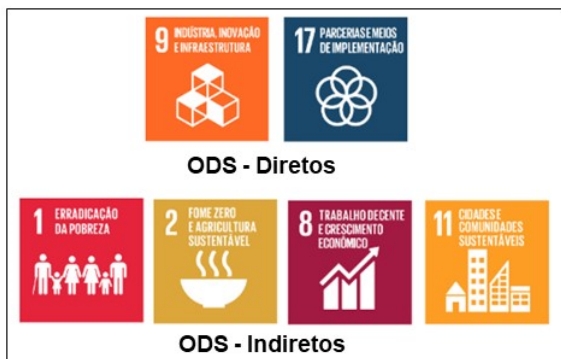 9 INDÚSTRIA, INOVAÇÃO
E INFRAESTRUTURA
17 PARCERIAS E MEIOS
DE IMPLEMENTAÇÃO
ODS - Diretos
1 ERRADICAÇÃO
DA POBREZA
2 FOME ZERO
E AGRICULTURA
SUSTENTÁVEL
8 TRABALHO DECENTE
E CRESCIMENTO
ECONÔMICO
11 CIDADES E
COMUNIDADES
SUSTENTÁVEIS
ODS - Indiretos